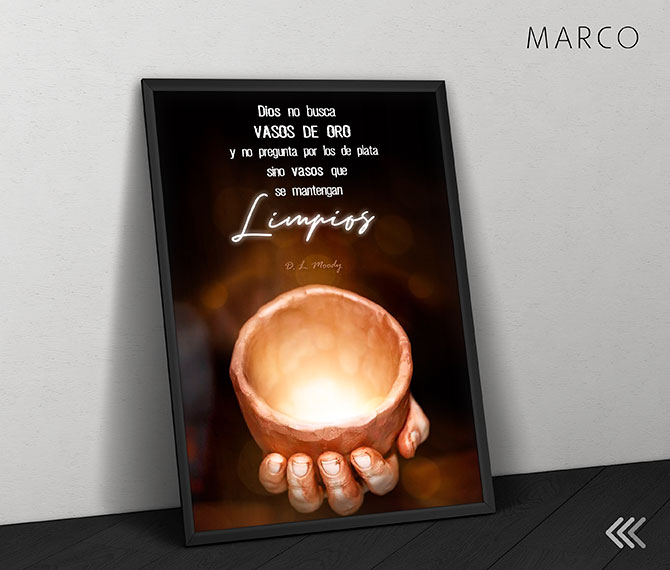 MARCO
Dios no busca
VASOS DE ORO
y no pregunta por los de plata
sino vasos que
se mantengan
Limpios
D. L. Moody